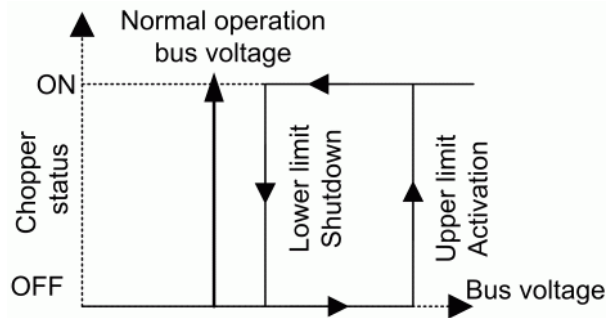 Normal operation
bus voltage
ON
Chopper
status
Lower limit
Shutdown
Upper limit
Activation
OFF
Bus voltage